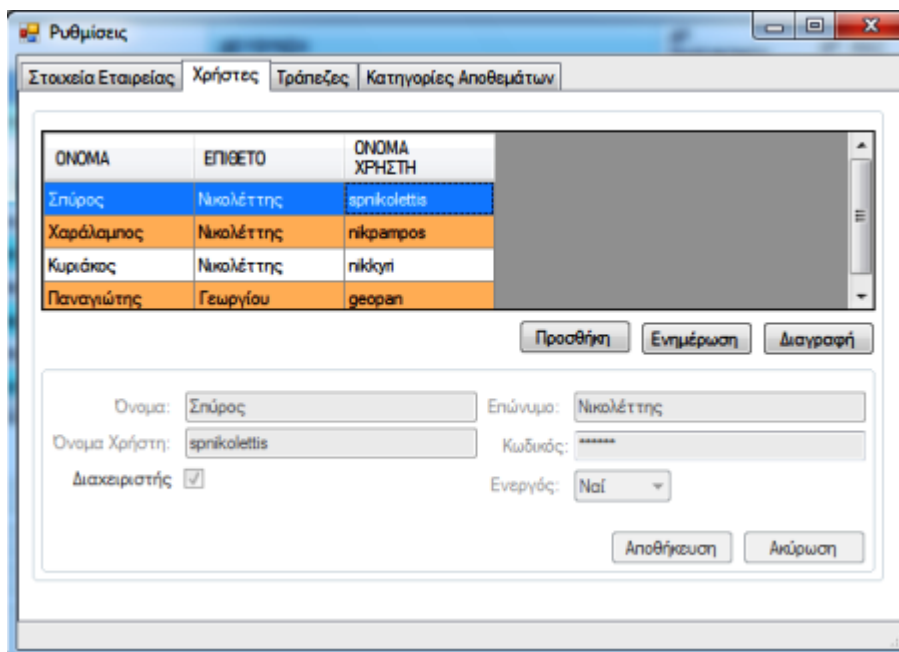 Ρυθμίσεις
Στοιχεία Εταιρείας Χρήστες Τράπεζες Κατηγορίες Αποθεμάτων
ΟΝΟΜΑ ΕΠΙΘΕΤΟ ΟΝΟΜΑ ΧΡΗΣΤΗ
Σπύρος Νικολέττης spnikolettis
Χαράλαμπος Νικολέττης nikpampos
Κυριάκος Νικολέττης nikkyri
Παναγιώτης Γεωργίου geopan
Προσθήκη Ενημέρωση Διαγραφή
Όνομα: Σπύρος Επώνυμο: Νικολέττης
Όνομα Χρήστη: spnikolettis Κωδικός: ******
Διαχειριστής Ενεργός: Ναί
Αποθήκευση Ακύρωση